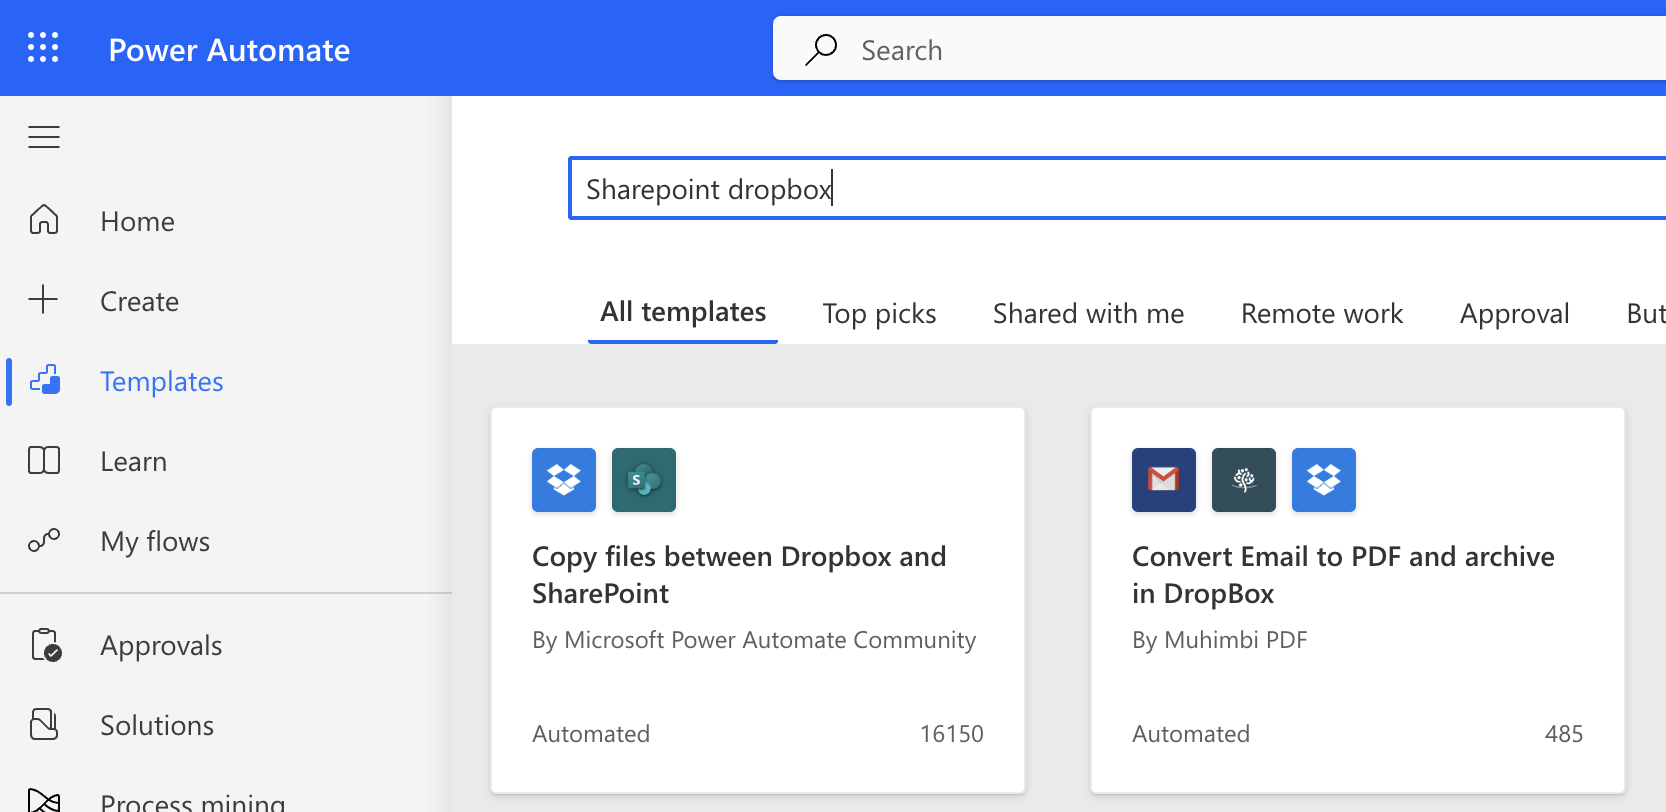 Power Automate
Search
Home
Create
Templates
Learn
My flows
Approvals
Solutions
Process mining
Sharepoint dropbox
All templates
Top picks
Shared with me
Remote work
Approval
But
S
Copy files between Dropbox and
SharePoint
By Microsoft Power Automate Community
Automated
16150
Convert Email to PDF and archive
in DropBox
By Muhimbi PDF
Automated
485